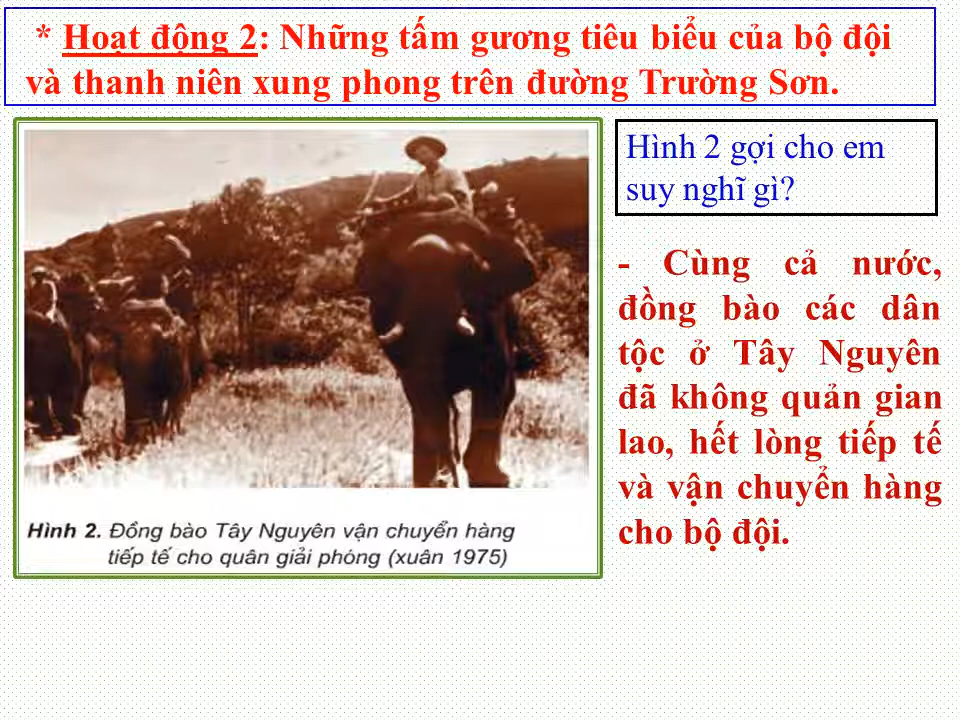 * Hoạt động 2: Những tấm gương tiêu biểu của bộ đội
và thanh niên xung phong trên đường Trường Sơn.
Hình 2 gợi cho em
suy nghĩ gì?
- Cùng cả nước,
đồng bào các dân
tộc ở Tây Nguyên
đã không quản gian
lao, hết lòng tiếp tế
và vận chuyển hàng
cho bộ đội.
Hình 2. Đồng bào Tây Nguyên vận chuyển hàng
tiếp tế cho quân giải phóng (xuân 1975)